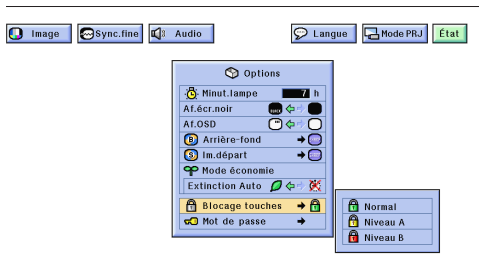 Image Sync.fine Audio Langue Mode PRJ État
Options
Minut.lampe 7 h
Af.écr.noir
Af.OSD
B Arrière-fond
S Im.départ
Mode économie
Extinction Auto
Blocage touches
Mot de passe
Normal
Niveau A
Niveau B